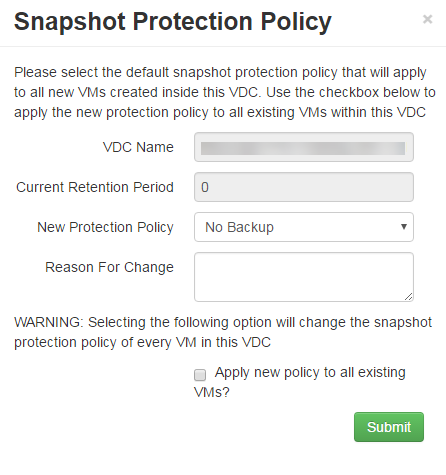 Snapshot Protection Policy ×
Please select the default snapshot protection policy that will apply
to all new VMs created inside this VDC. Use the checkbox below to
apply the new protection policy to all existing VMs within this VDC
VDC Name
Current Retention Period 0
New Protection Policy No Backup
Reason For Change
WARNING: Selecting the following option will change the snapshot
protection policy of every VM in this VDC
Apply new policy to all existing
VMs?
Submit